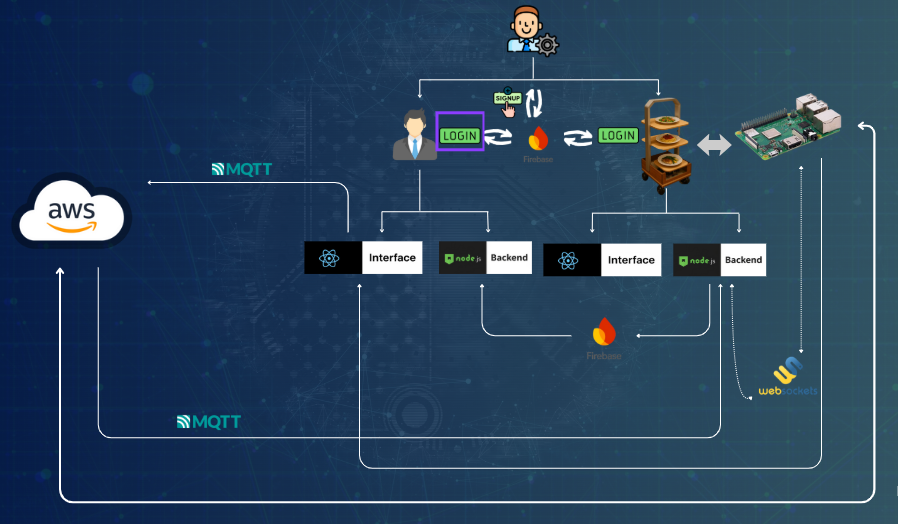 SIGNUP
LOGIN
Firebase
LOGIN
MQTT
aws
Interface
node js
Backend
Interface
node js
Backend
Firebase
websockets
MQTT